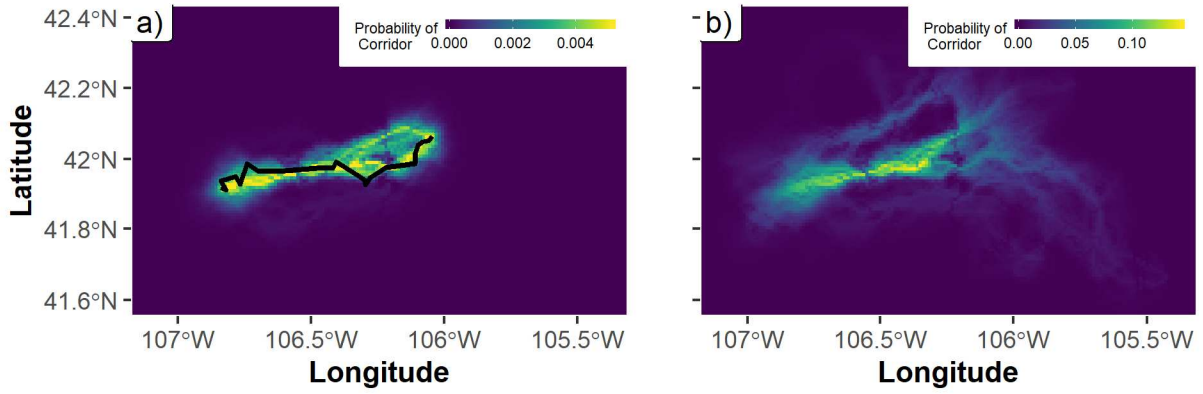 a)
Probability of
Corridor
0.000 0.002 0.004
b)
Probability of
Corridor
0.00 0.05 0.10
Latitude
42.4°N
42.2°N
42°N
41.8°N
41.6°N
107°W 106.5°W 106°W 105.5°W
107°W 106.5°W 106°W 105.5°W
Longitude
Longitude